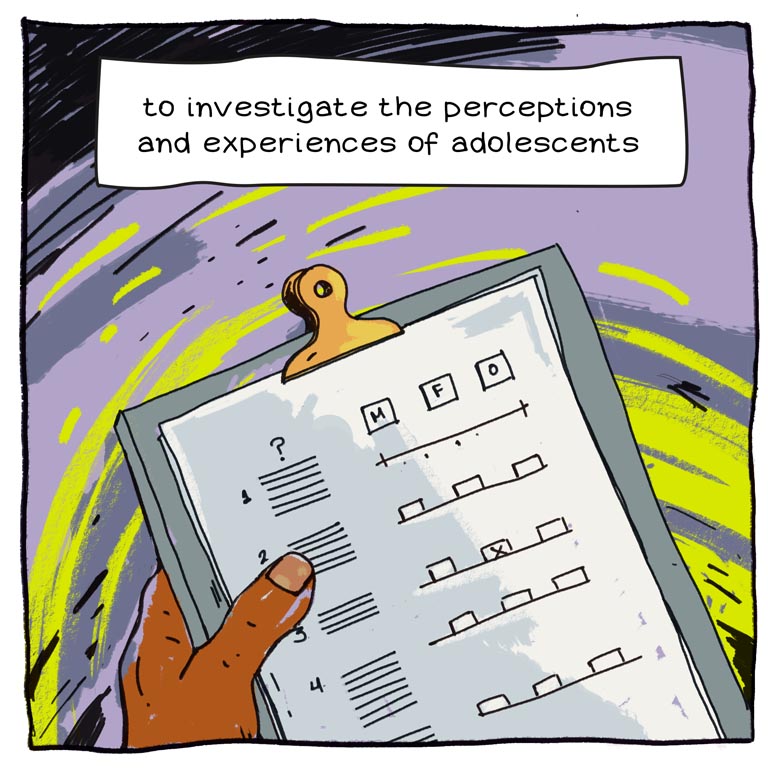 to investigate the perceptions
and experiences of adolescents
M F O
?
1
2
X
3
4